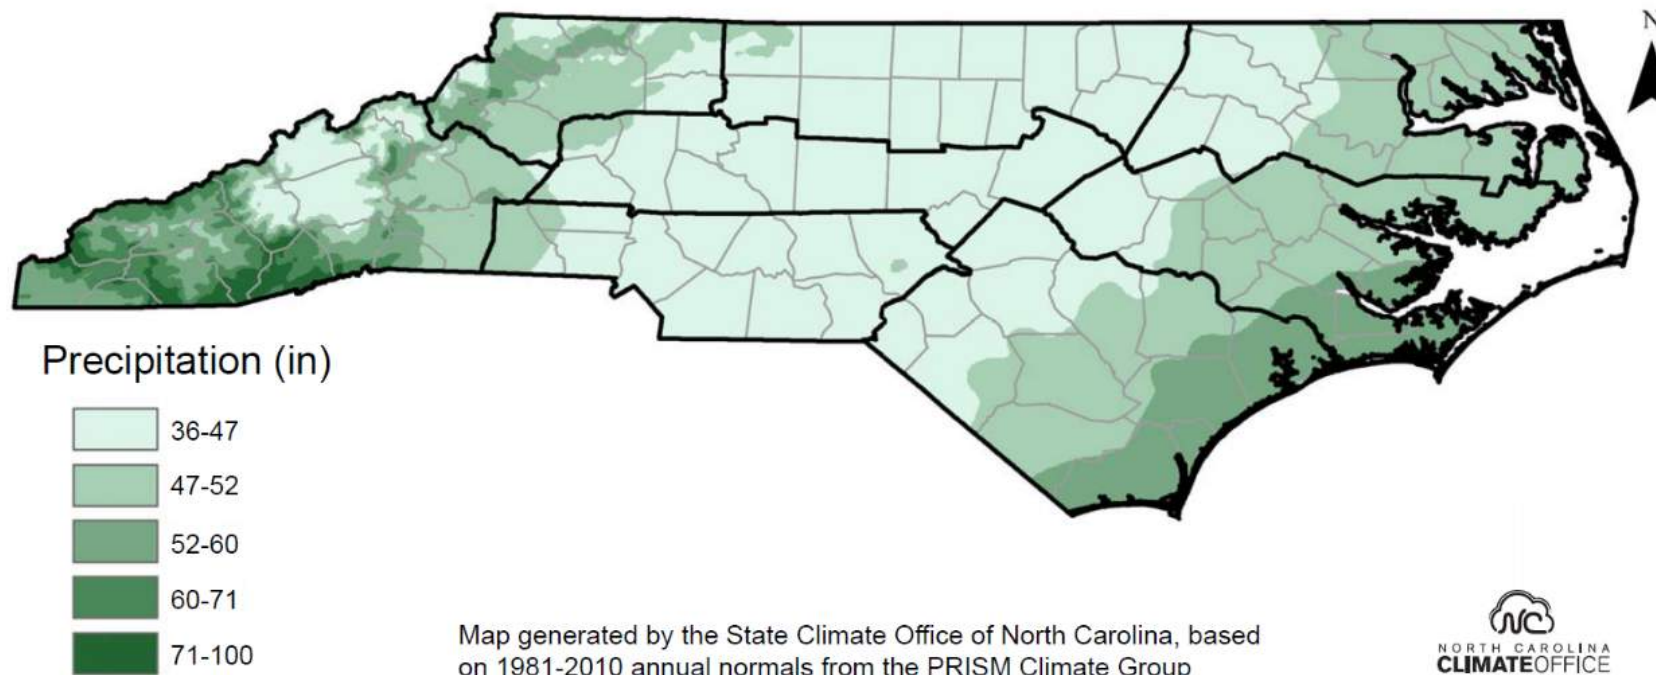 N
Precipitation (in)
36-47
47-52
52-60
60-71
71-100
Map generated by the State Climate Office of North Carolina, based
on 1981-2010 annual normals from the PRISM Climate Group
NC
NORTH CAROLINA
CLIMATEOFFICE